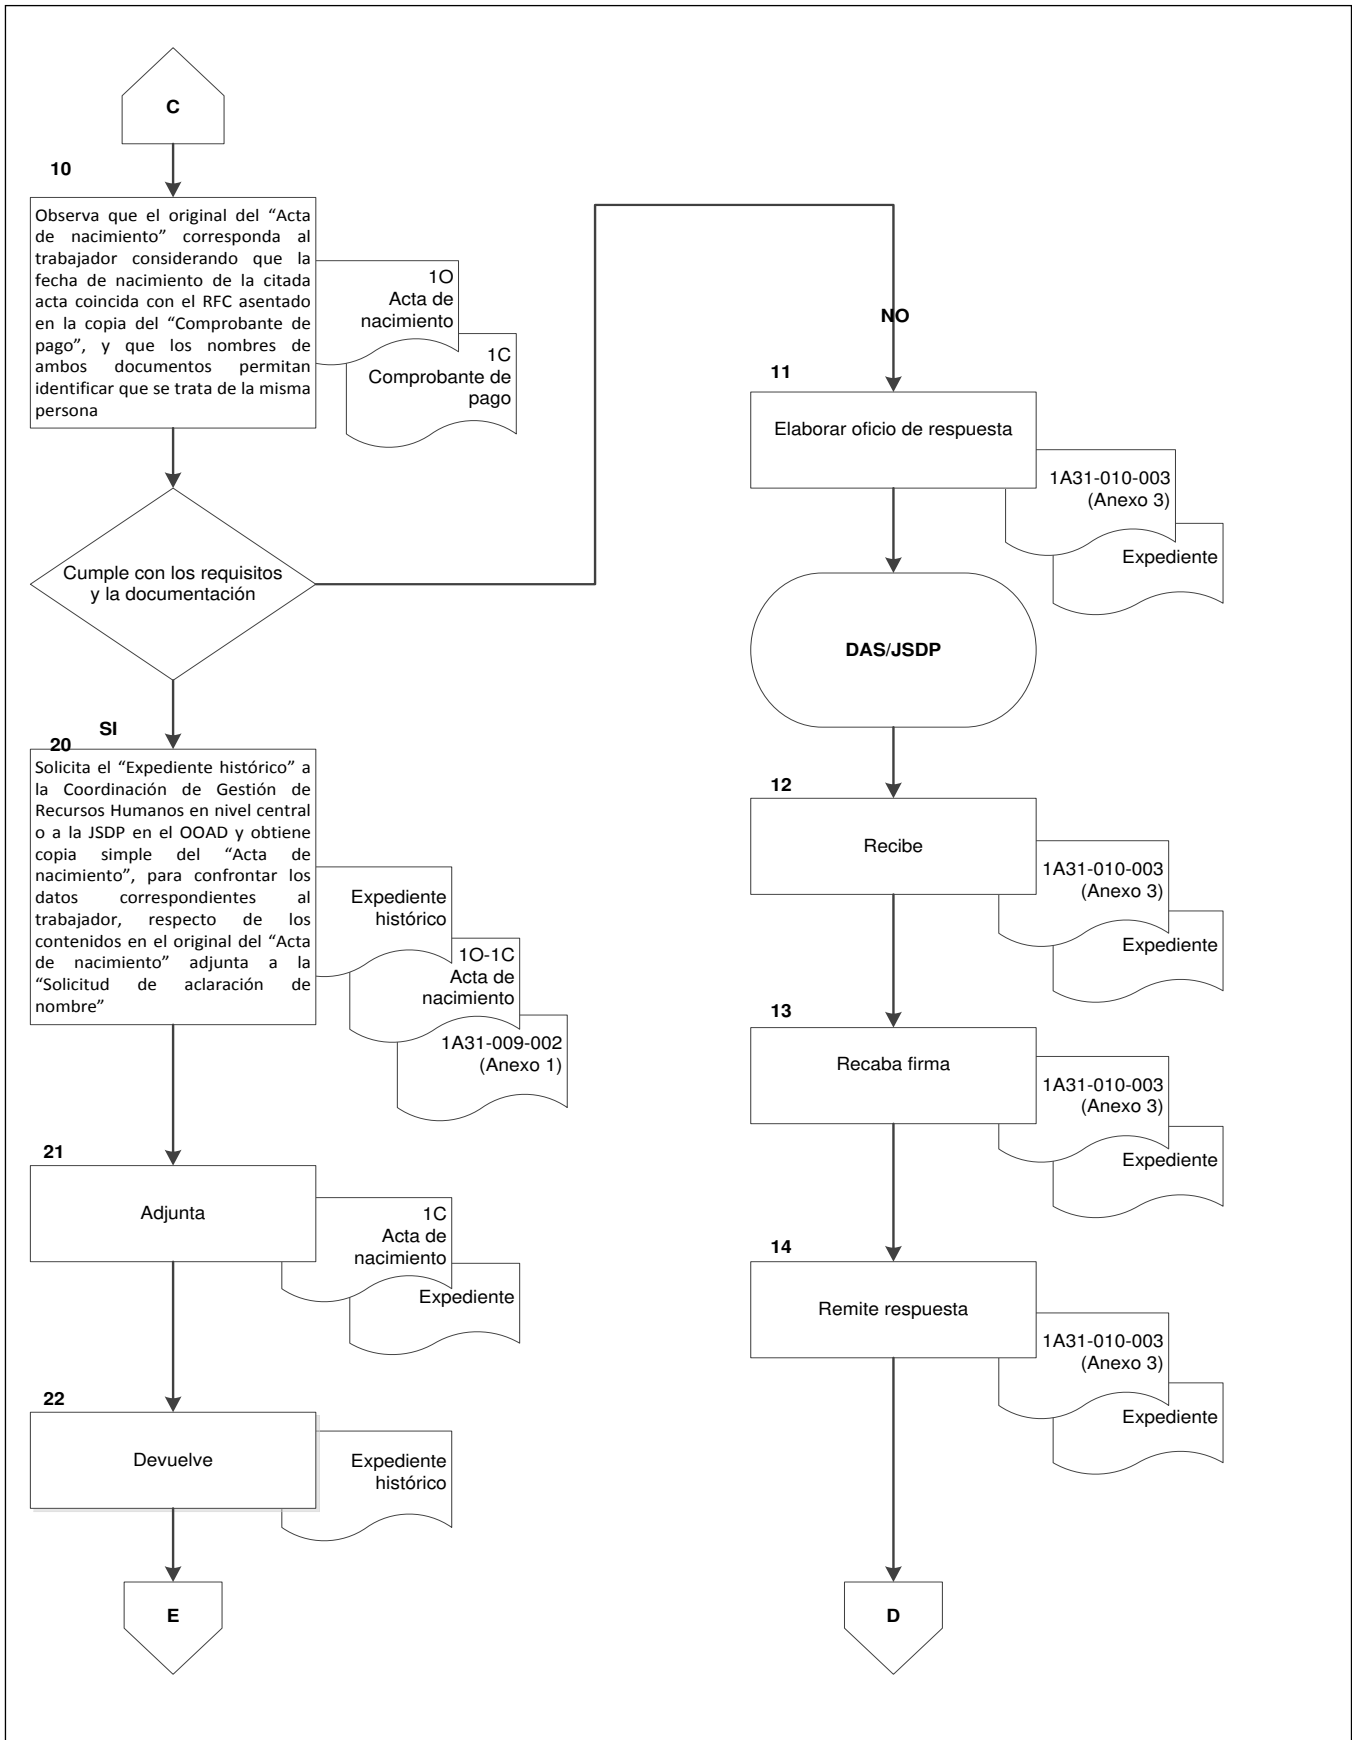 C
10
Observa que el original del “Acta
de nacimiento” corresponda al
trabajador considerando que la
fecha de nacimiento de la citada
acta coincida con el RFC asentado
en la copia del “Comprobante de
pago”, y que los nombres de
ambos documentos permitan
identificar que se trata de la misma
persona
1O
Acta de
nacimiento
1C
Comprobante de
pago
Cumple con los requisitos
y la documentación
SI
20
Solicita el “Expediente histórico” a
la Coordinación de Gestión de
Recursos Humanos en nivel central
o a la JSDP en el OOAD y obtiene
copia simple del “Acta de
nacimiento”, para confrontar los
datos correspondientes al
trabajador, respecto de los
contenidos en el original del “Acta
de nacimiento” adjunta a la
“Solicitud de aclaración de
nombre”
Expediente
histórico
1O-1C
Acta de
nacimiento
1A31-009-002
(Anexo 1)
21
Adjunta
1C
Acta de
nacimiento
Expediente
22
Devuelve
Expediente
histórico
E
NO
11
Elaborar oficio de respuesta
1A31-010-003
(Anexo 3)
Expediente
DAS/JSDP
12
Recibe
1A31-010-003
(Anexo 3)
Expediente
13
Recaba firma
1A31-010-003
(Anexo 3)
Expediente
14
Remite respuesta
1A31-010-003
(Anexo 3)
Expediente
D